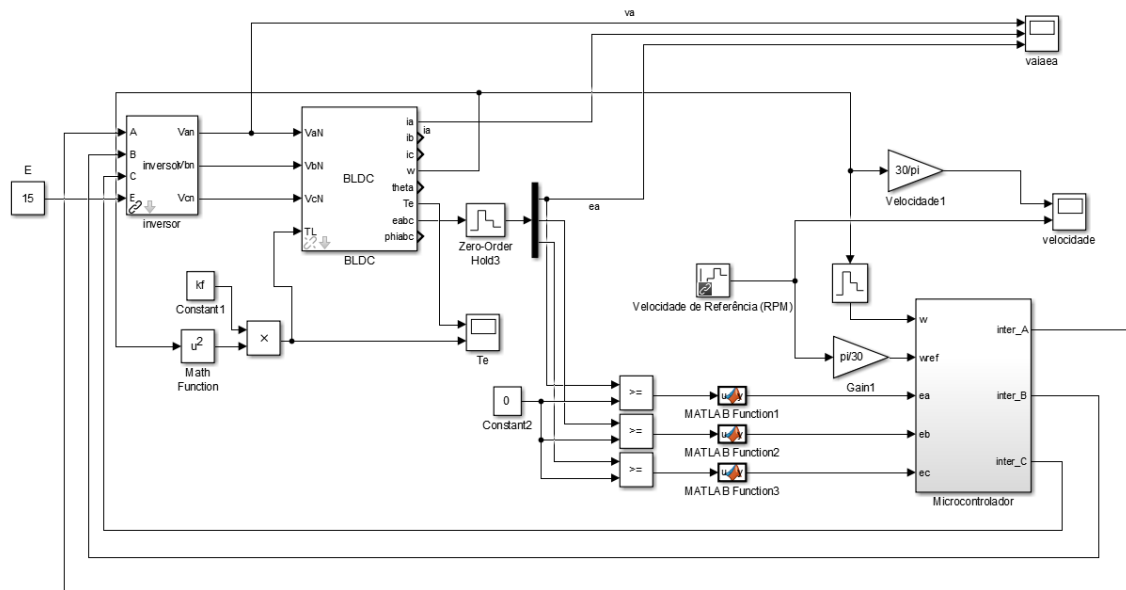 va
vaiaea
A
B
C
E
Van
Vbn
Vcn
inversor
inversor
E
15
VaN
VbN
VcN
TL
BLDC
ia
ib
ic
w
theta
Te
eabc
phiabc
BLDC
ia
ea
Zero-Order
Hold3
30/pi
Velocidade1
velocidade
Velocidade de Referência (RPM)
kf
Constant1
u²
Math
Function
×
Te
pi/30
Gain1
0
Constant2
>=
>=
>=
u y
MATLAB Function1
u y
MATLAB Function2
u y
MATLAB Function3
w
wref
ea
eb
ec
inter_A
inter_B
inter_C
Microcontrolador